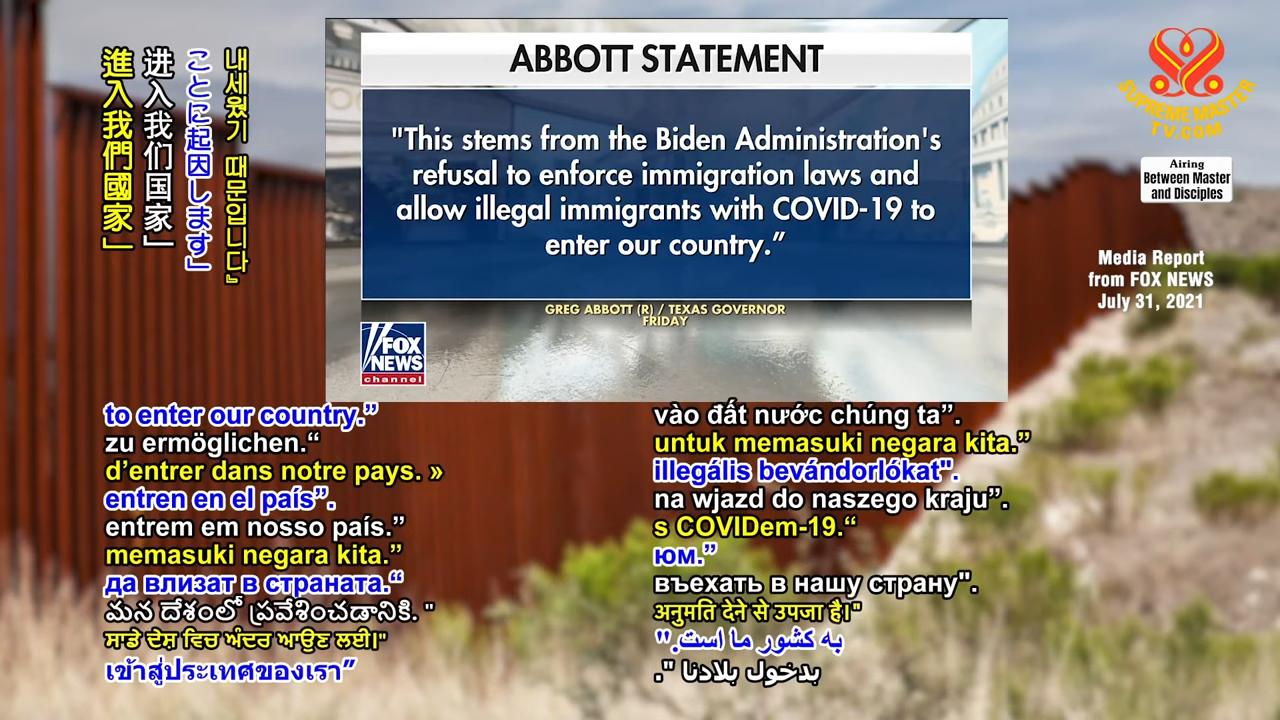 進入我們國家」
进入我们国家」
ことに起因します」
내세웠기 때문입니다』
ABBOTT STATEMENT
"This stems from the Biden Administration's
refusal to enforce immigration laws and
allow illegal immigrants with COVID-19 to
enter our country.”
GREG ABBOTT (R) / TEXAS GOVERNOR
FRIDAY
FOX
NEWS
channel
SUPREME MASTER
TV.COM
Airing
Between Master
and Disciples
Media Report
from FOX NEWS
July 31, 2021
to enter our country.”
zu ermöglichen.“
d’entrer dans notre pays. »
entren en el país”.
entrem em nosso país.”
memasuki negara kita.”
да влизат в страната.“
మన దేశంలో ప్రవేశించడానికి. "
ਸਾਡੇ ਦੇਸ਼ ਵਿਚ ਅੰਦਰ ਆਉਣ ਲਈ।"
เข้าสู่ประเทศของเรา”
vào đất nước chúng ta”.
untuk memasuki negara kita.”
illegális bevándorlókat".
na wjazd do naszego kraju”.
s COVIDem-19.“
юм.”
въехать в нашу страну".
अनुमति देने से उपजा है।"
به کشور ما است."
بدخول بلادنا ".